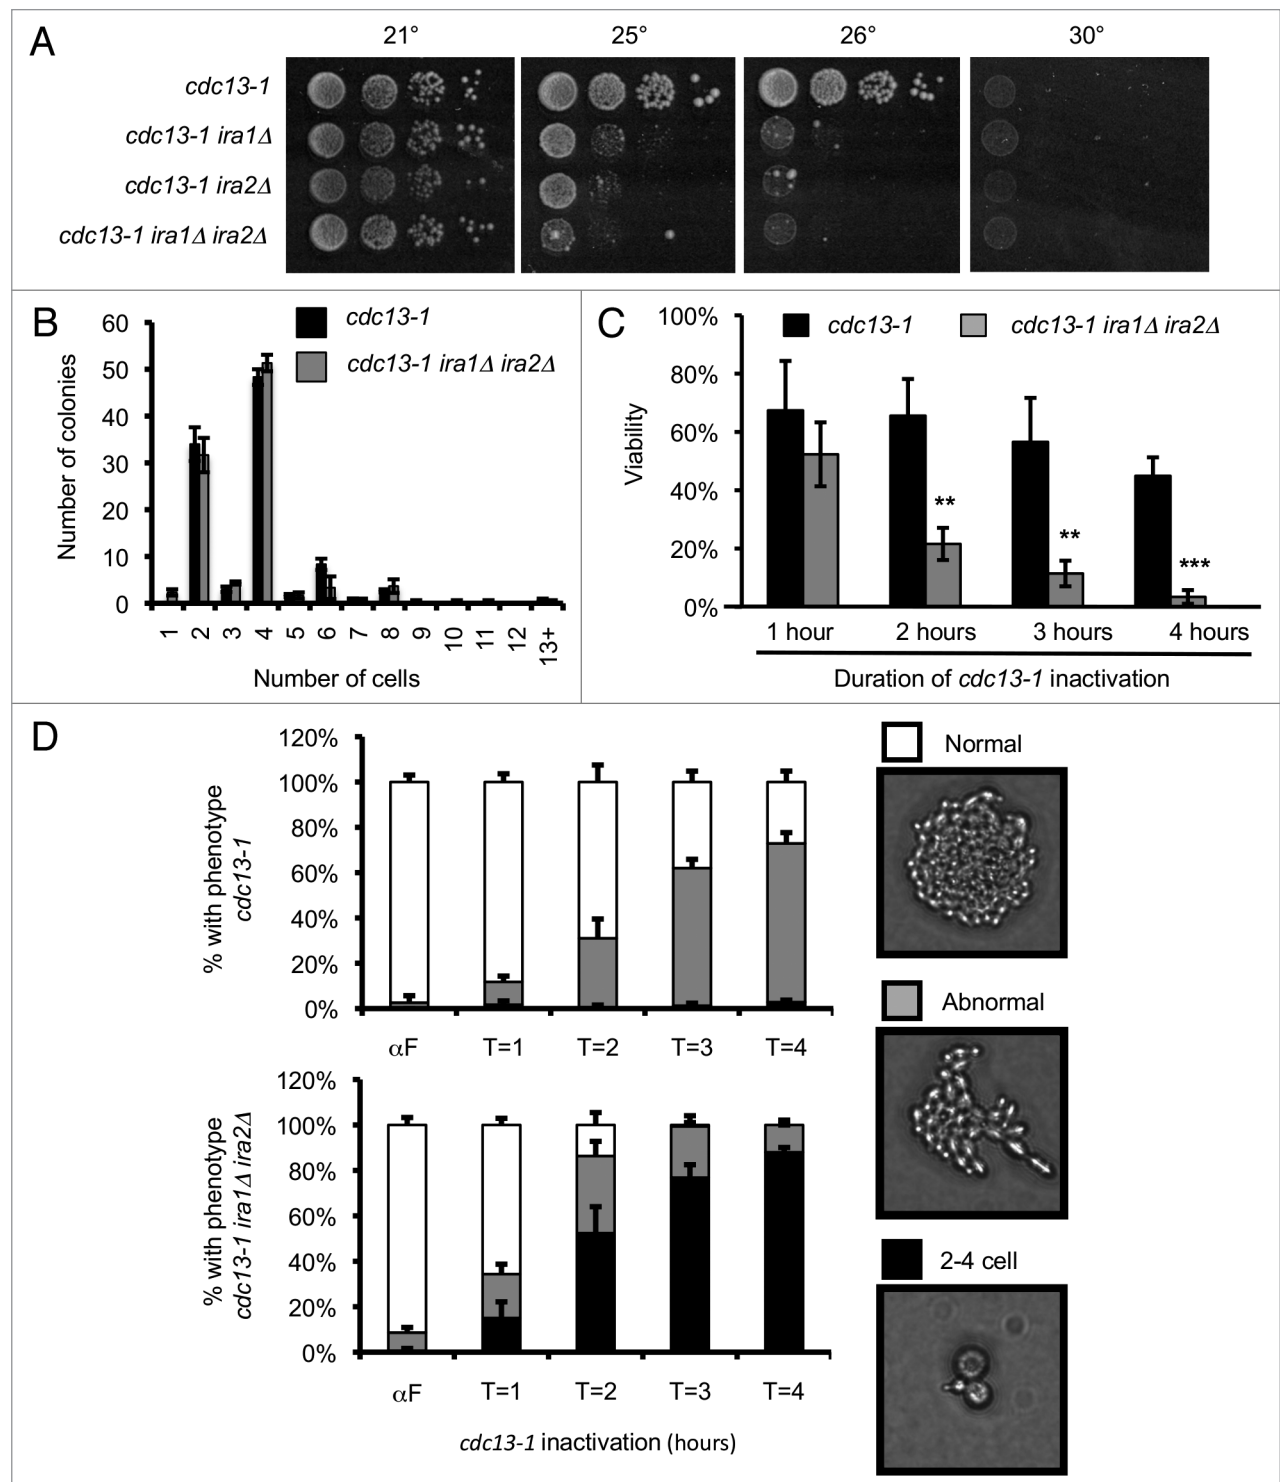 A
21° 25° 26° 30°
cdc13-1
cdc13-1 ira1Δ
cdc13-1 ira2Δ
cdc13-1 ira1Δ ira2Δ
B
cdc13-1
cdc13-1 ira1Δ ira2Δ
60
50
40
30
20
10
0
Number of colonies
1 2 3 4 5 6 7 8 9 10 11 12 13+
Number of cells
C
cdc13-1 cdc13-1 ira1Δ ira2Δ
100%
80%
60%
40%
20%
0%
Viability
** ** ***
1 hour 2 hours 3 hours 4 hours
Duration of cdc13-1 inactivation
D
120%
100%
80%
60%
40%
20%
0%
% with phenotype
cdc13-1
αF T=1 T=2 T=3 T=4
120%
100%
80%
60%
40%
20%
0%
% with phenotype
cdc13-1 ira1Δ ira2Δ
αF T=1 T=2 T=3 T=4
cdc13-1 inactivation (hours)
Normal
Abnormal
2-4 cell